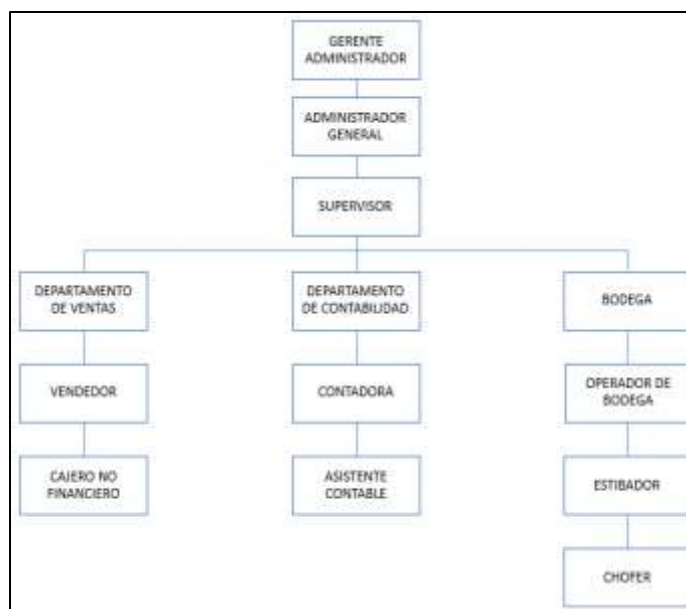 GERENTE
ADMINISTRADOR
ADMINISTRADOR
GENERAL
SUPERVISOR
DEPARTAMENTO
DE VENTAS
DEPARTAMENTO
DE CONTABILIDAD
BODEGA
VENDEDOR
CONTADORA
OPERADOR DE
BODEGA
CAJERO NO
FINANCIERO
ASISTENTE
CONTABLE
ESTIBADOR
CHOFER